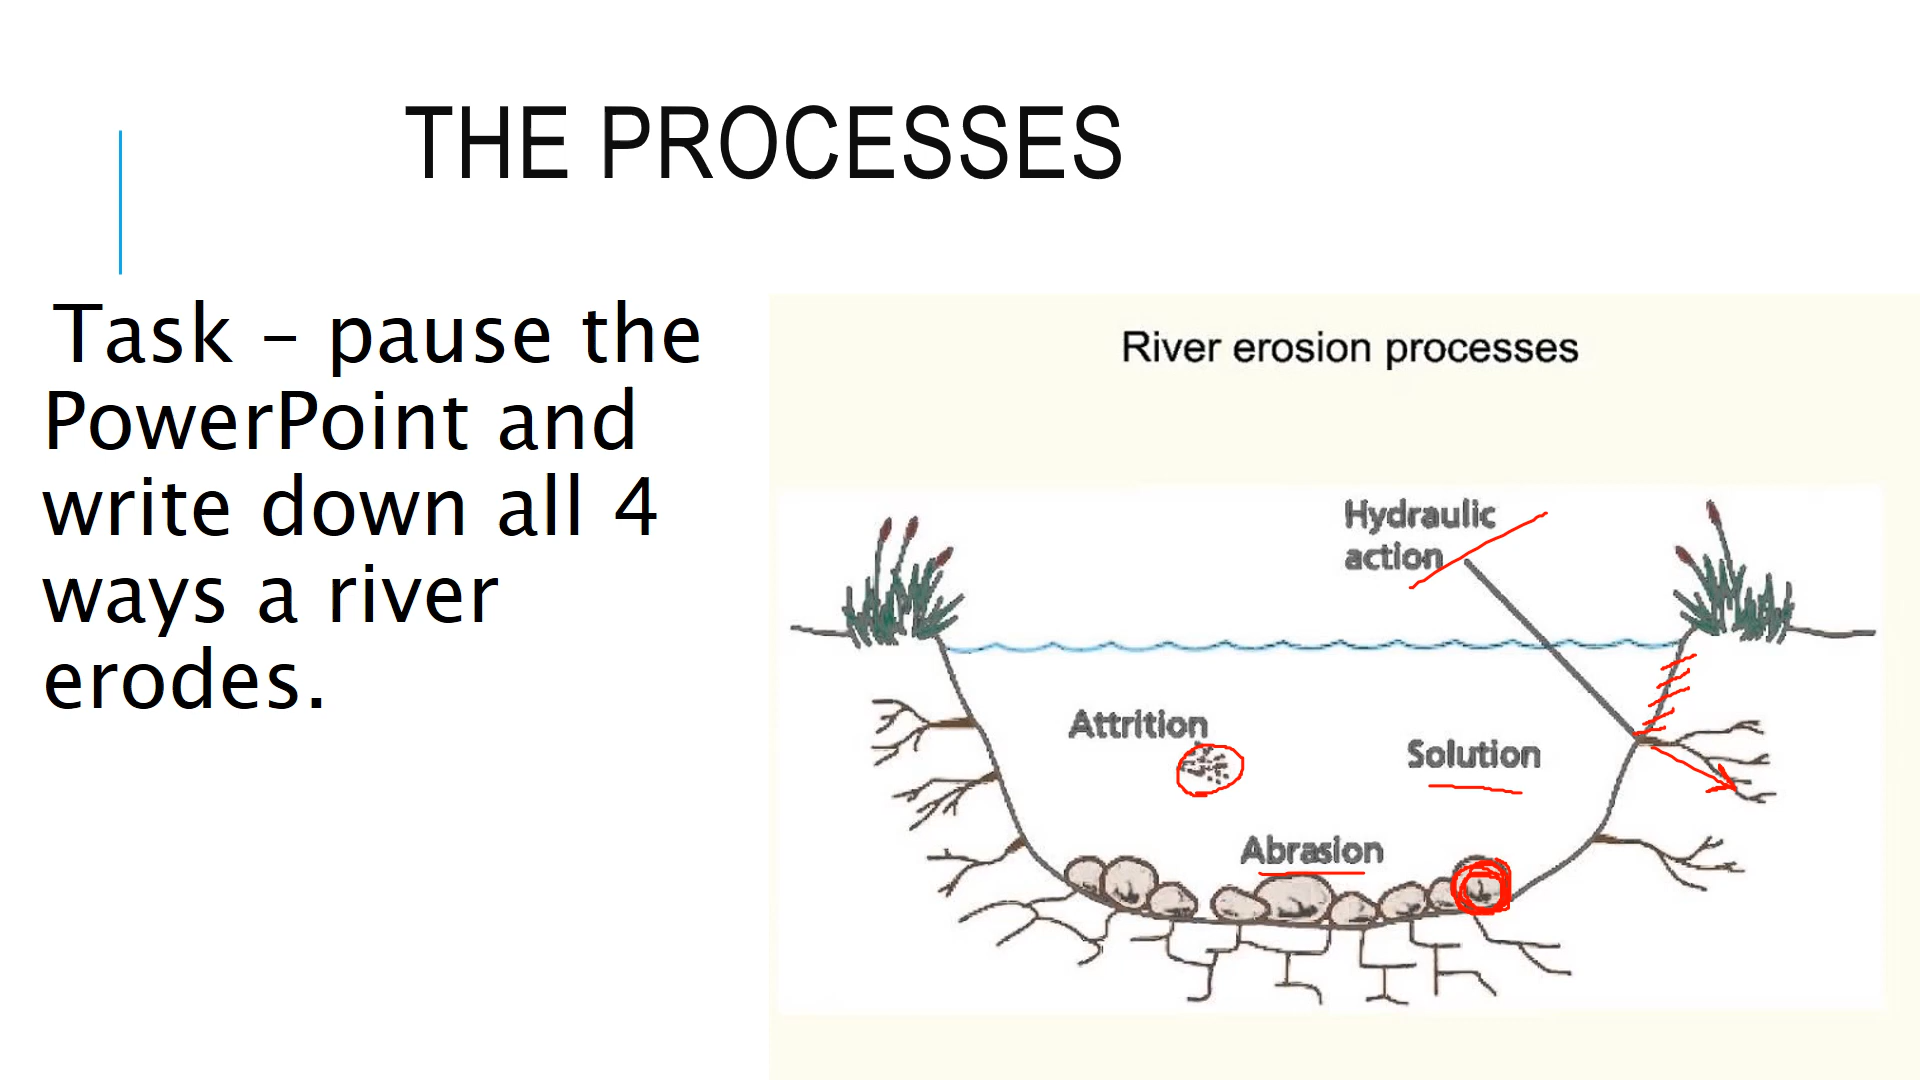 THE PROCESSES
Task – pause the
PowerPoint and
write down all 4
ways a river
erodes.
River erosion processes
Hydraulic
action
Attrition
Solution
Abrasion